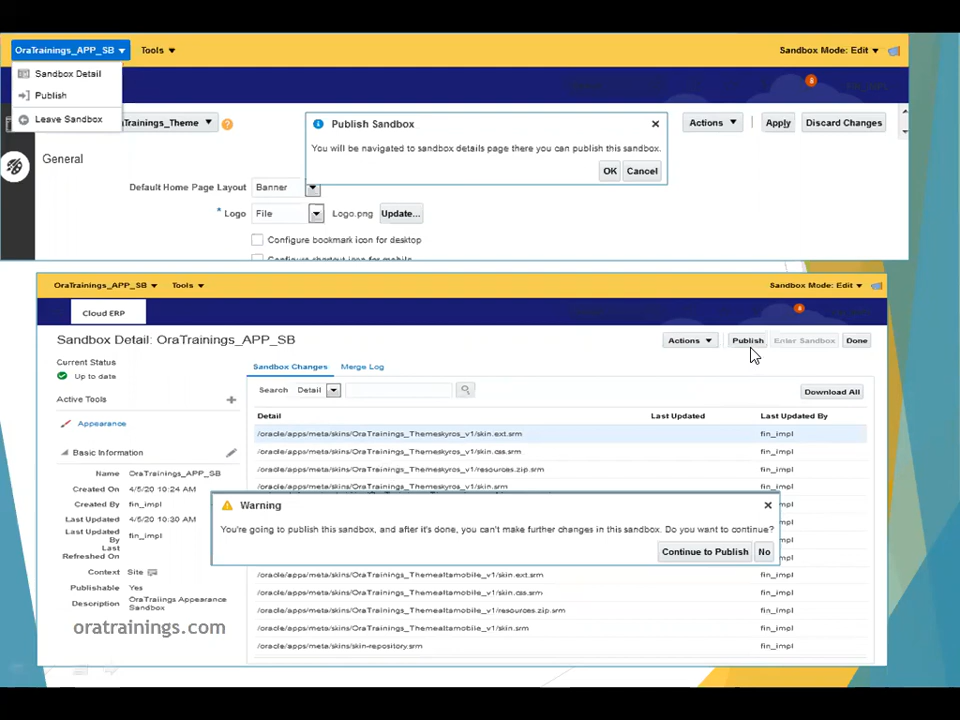 OraTrainings_APP_SB Tools Sandbox Mode: Edit
Sandbox Detail
Publish
Leave Sandbox
8
raTrainings_Theme ? Actions Apply Discard Changes
Publish Sandbox
You will be navigated to sandbox details page there you can publish this sandbox.
OK Cancel
General
Default Home Page Layout Banner
* Logo File Logo.png Update...
Configure bookmark icon for desktop
Configure shortcut icon for mobile
OraTrainings_APP_SB Tools Sandbox Mode: Edit
Cloud ERP 8
Sandbox Detail: OraTrainings_APP_SB Actions Publish Enter Sandbox Done
Current Status
Up to date
Active Tools
Appearance
Basic Information
Name OraTrainings_APP_SB
Created On 4/5/20 10:24 AM
Created By fin_impl
Last Updated 4/5/20 10:30 AM
Last Updated By fin_impl
Last Refreshed On
Context Site
Publishable Yes
Description OraTraiings Appearance Sandbox
oratrainings.com
Sandbox Changes Merge Log
Search Detail Download All
Detail Last Updated Last Updated By
/oracle/apps/meta/skins/OraTrainings_Themeskyros_v1/skin.ext.srm fin_impl
/oracle/apps/meta/skins/OraTrainings_Themeskyros_v1/skin.css.srm fin_impl
/oracle/apps/meta/skins/OraTrainings_Themeskyros_v1/resources.zip.srm fin_impl
/oracle/apps/meta/skins/OraTrainings_Themeskyros_v1/skin.srm fin_impl
Warning
You're going to publish this sandbox, and after it's done, you can't make further changes in this sandbox. Do you want to continue?
Continue to Publish No
/oracle/apps/meta/skins/OraTrainings_Themealtamobile_v1/skin.ext.srm fin_impl
/oracle/apps/meta/skins/OraTrainings_Themealtamobile_v1/skin.css.srm fin_impl
/oracle/apps/meta/skins/OraTrainings_Themealtamobile_v1/resources.zip.srm fin_impl
/oracle/apps/meta/skins/OraTrainings_Themealtamobile_v1/skin.srm fin_impl
/oracle/apps/meta/skins/skin-repository.srm fin_impl